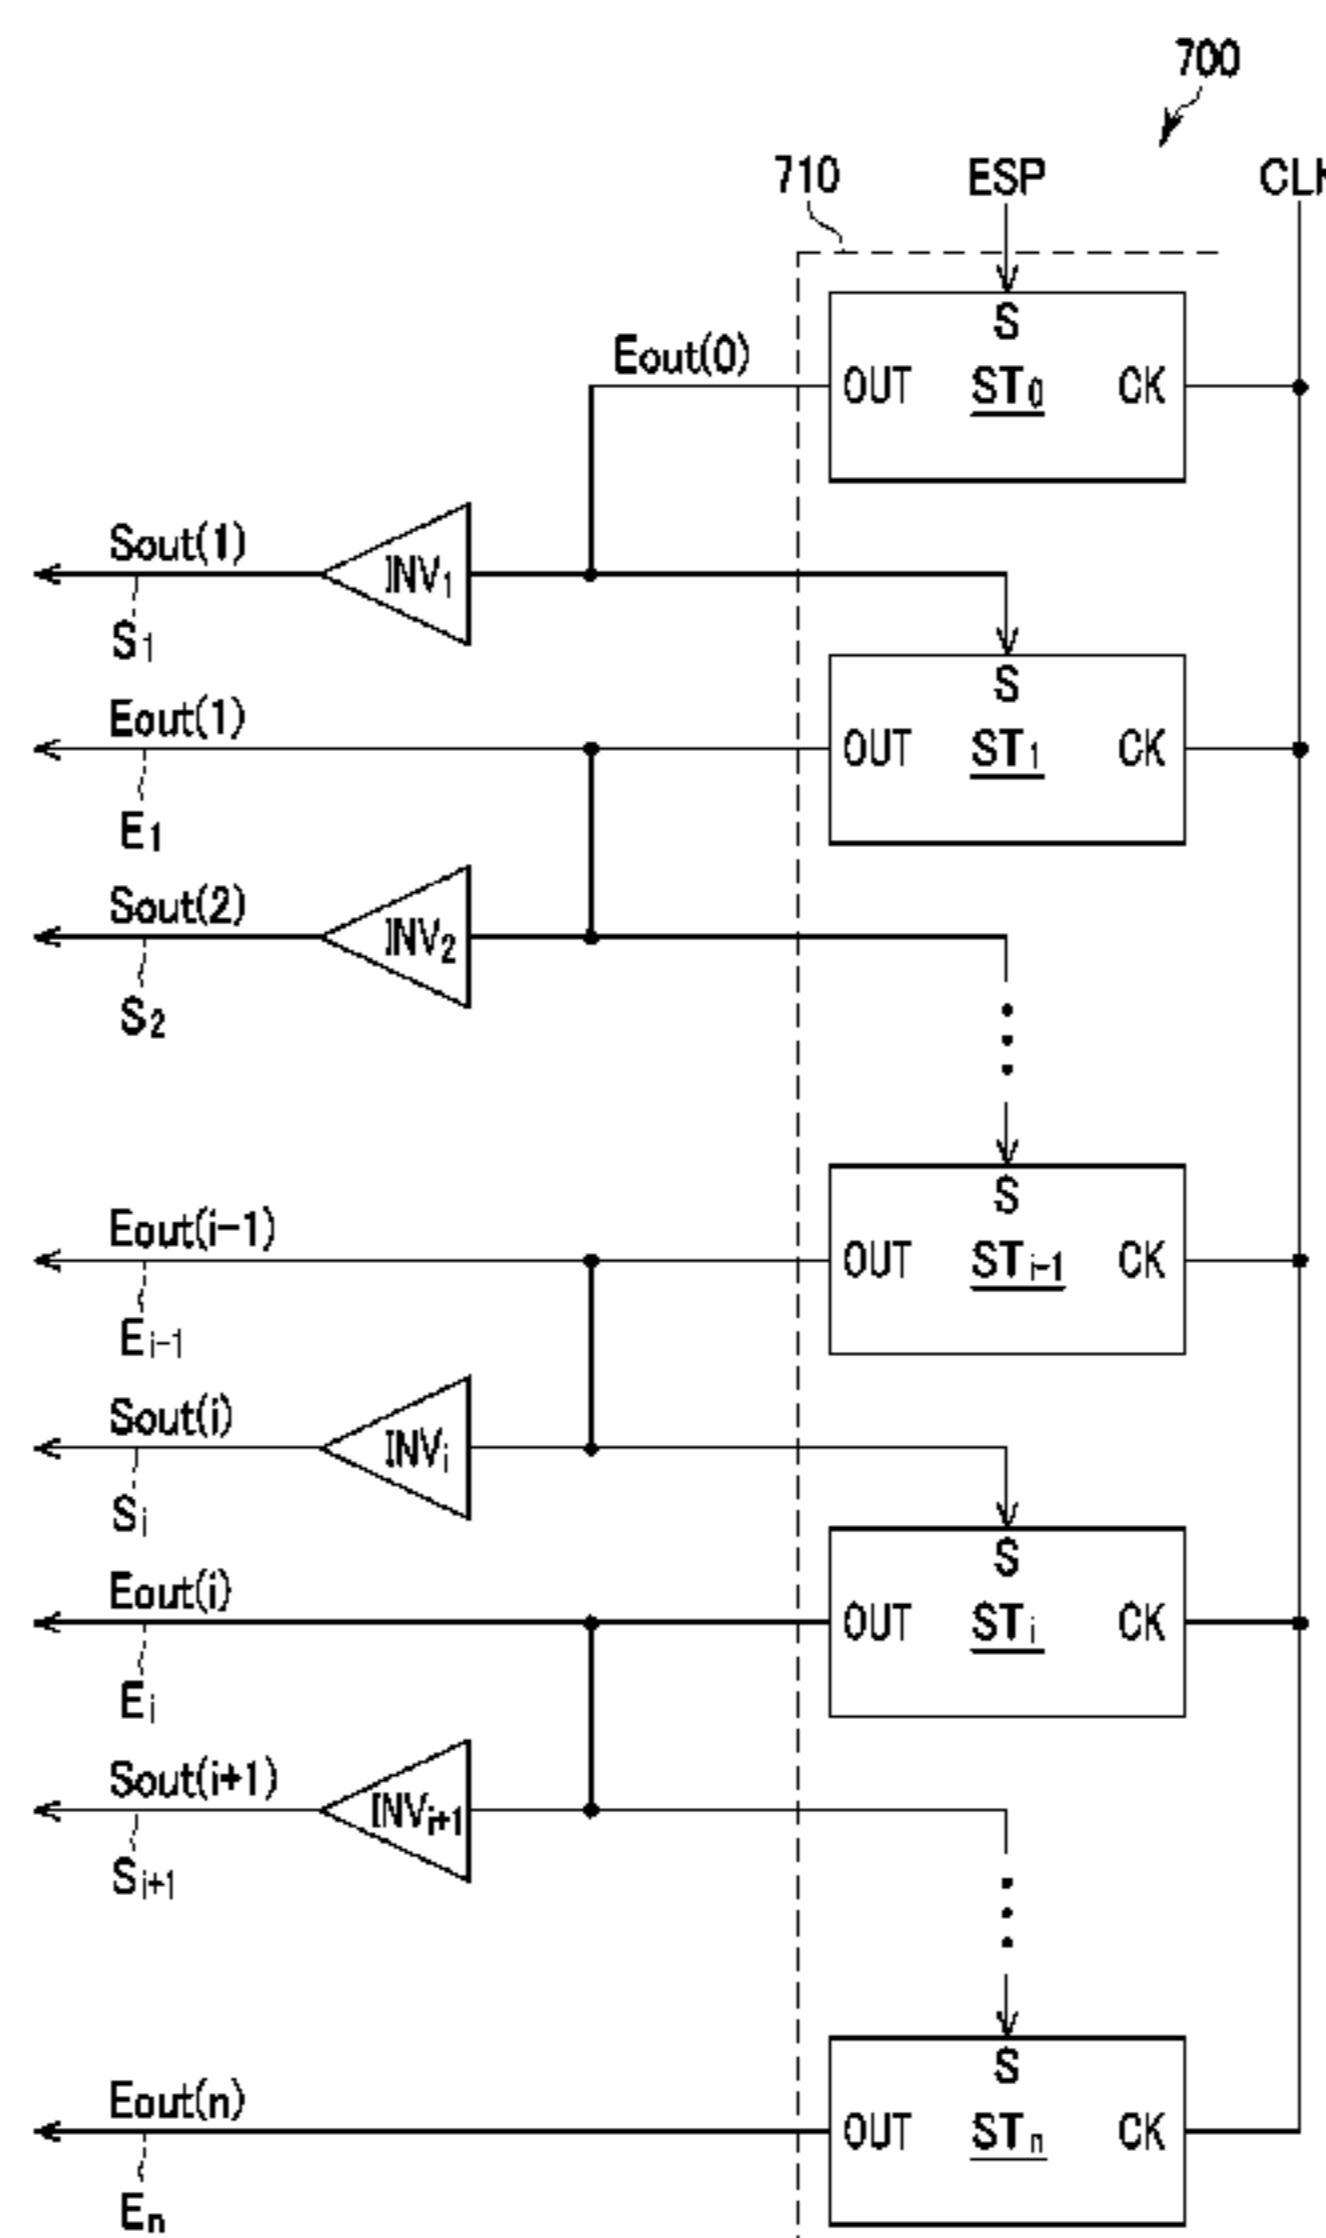 700
710 ESP CLK
S
Eout(0) OUT ST0 CK
Sout(1) INV1
S1
S
Eout(1) OUT ST1 CK
E1
Sout(2) INV2
S2
S
Eout(i-1) OUT STi-1 CK
Ei-1
Sout(i) INVi
Si
S
Eout(i) OUT STi CK
Ei
Sout(i+1) INVi+1
Si+1
S
Eout(n) OUT STn CK
En